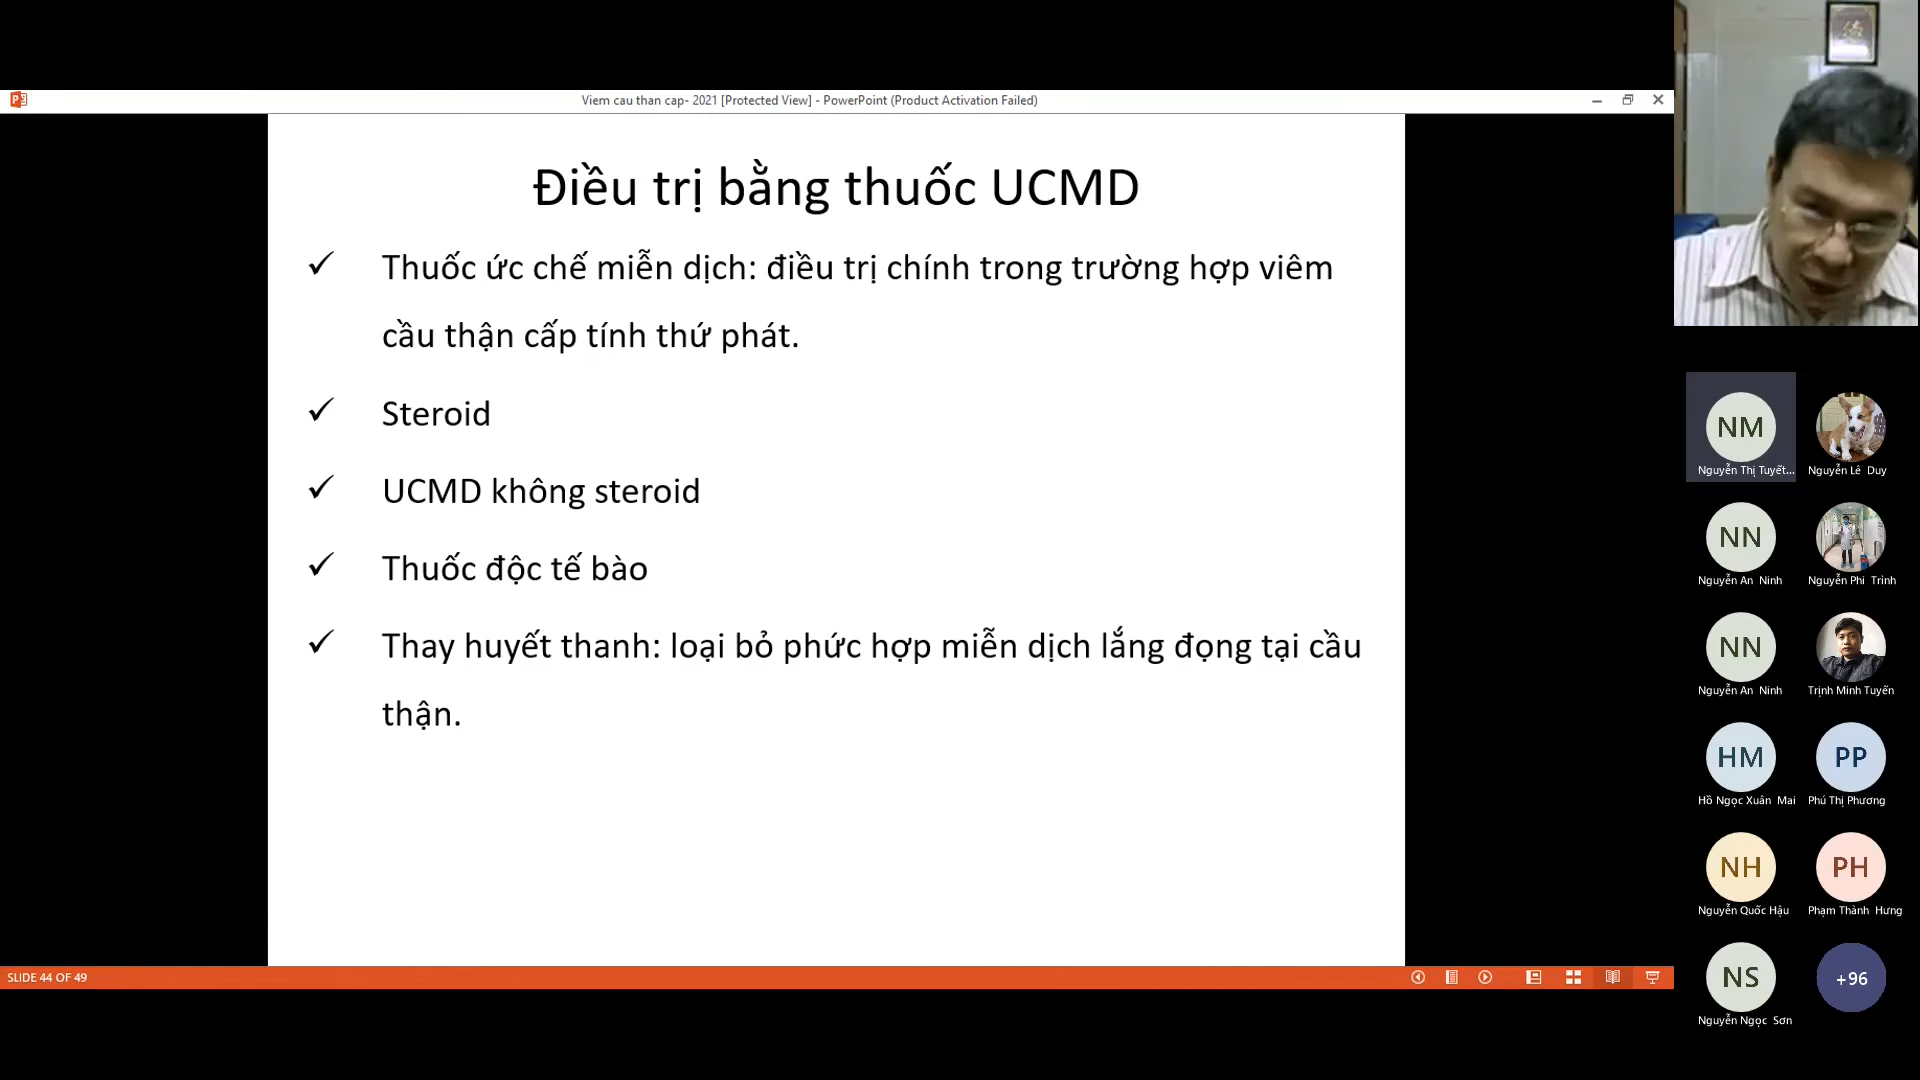 Viem cau than cap- 2021 [Protected View] - PowerPoint (Product Activation Failed)
Điều trị bằng thuốc UCMD
✓ Thuốc ức chế miễn dịch: điều trị chính trong trường hợp viêm
cầu thận cấp tính thứ phát.
✓ Steroid
✓ UCMD không steroid
✓ Thuốc độc tế bào
✓ Thay huyết thanh: loại bỏ phức hợp miễn dịch lắng đọng tại cầu
thận.
SLIDE 44 OF 49
NM
Nguyễn Thị Tuyết...
Nguyễn Lê Duy
NN
Nguyễn An Ninh
Nguyễn Phi Trình
NN
Nguyễn An Ninh
Trịnh Minh Tuyến
HM
Hồ Ngọc Xuân Mai
PP
Phú Thị Phương
NH
Nguyễn Quốc Hậu
PH
Phạm Thành Hưng
NS
Nguyễn Ngọc Sơn
+96